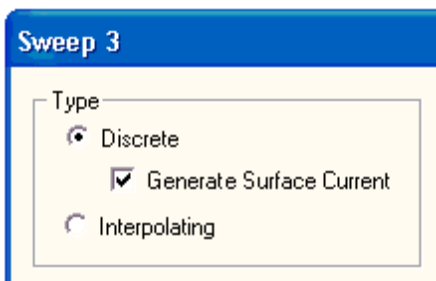 Sweep 3
Type
Discrete
Generate Surface Current
Interpolating